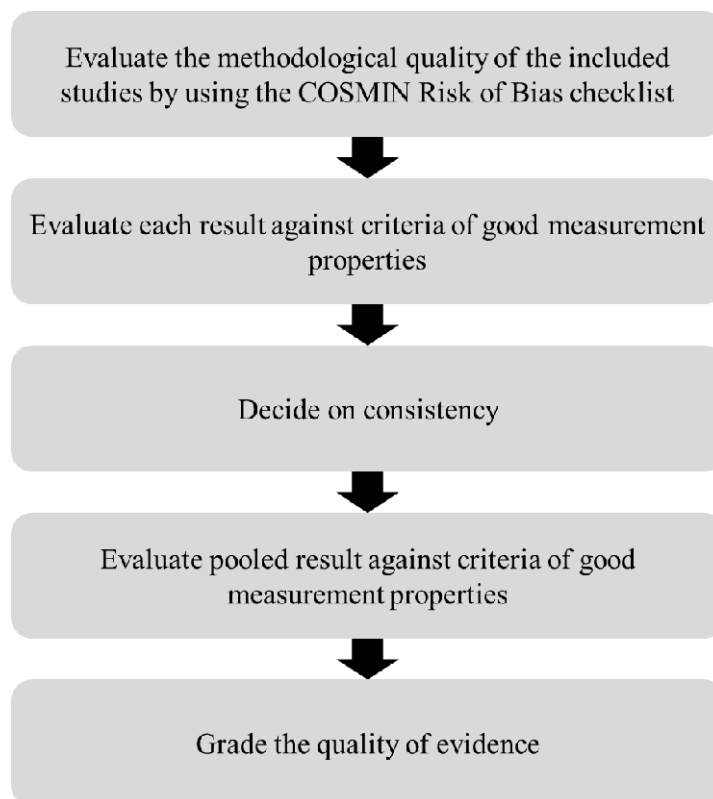 Evaluate the methodological quality of the included
studies by using the COSMIN Risk of Bias checklist
Evaluate each result against criteria of good measurement
properties
Decide on consistency
Evaluate pooled result against criteria of good
measurement properties
Grade the quality of evidence